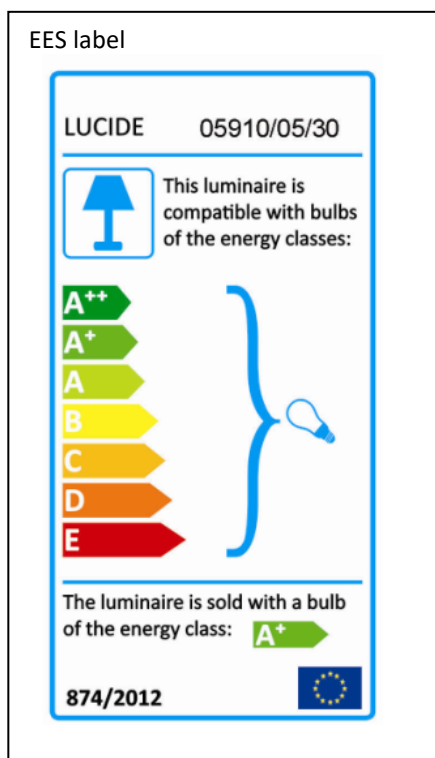 EES label
LUCIDE 05910/05/30
This luminaire is
compatible with bulbs
of the energy classes:
A++
A+
A
B
C
D
E
The luminaire is sold with a bulb
of the energy class: A+
874/2012